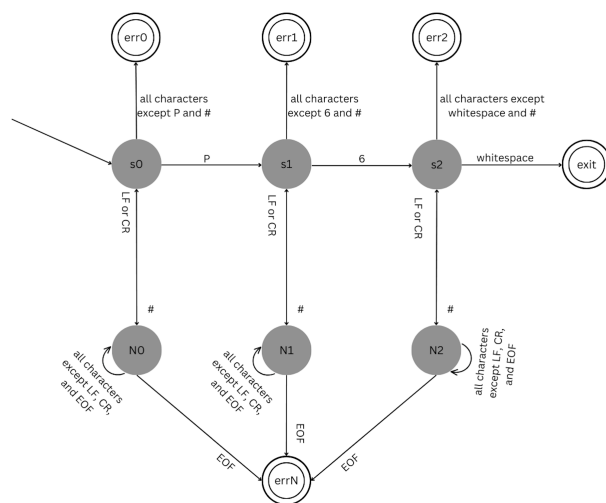 err0
err1
err2
all characters
except P and #
all characters
except 6 and #
all characters except
whitespace and #
s0
P
s1
6
s2
whitespace
exit
LF or CR
LF or CR
LF or CR
#
#
#
N0
N1
N2
all characters
except LF, CR,
and EOF
all characters
except LF, CR,
and EOF
all characters
except LF, CR,
and EOF
EOF
EOF
EOF
errN